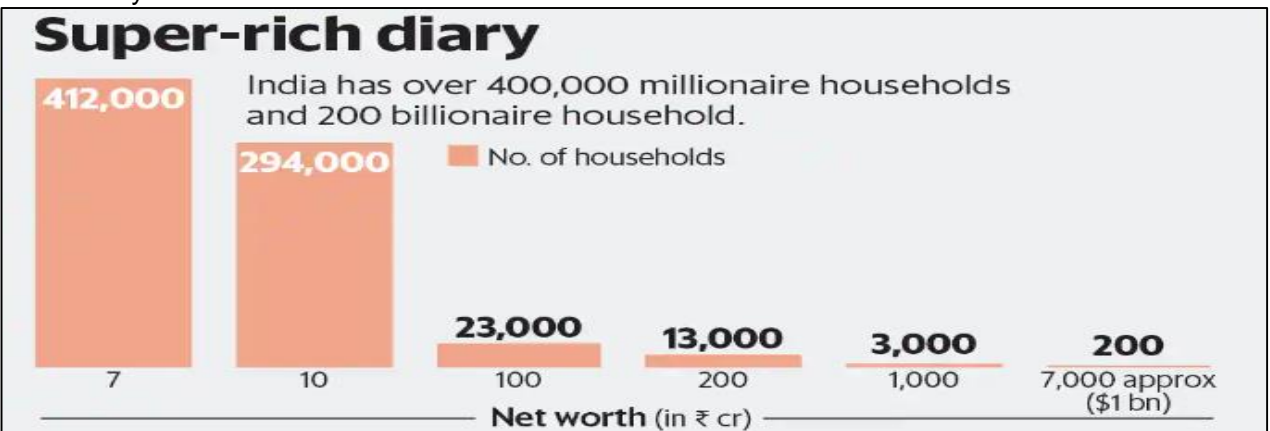 Super-rich diary
India has over 400,000 millionaire households
and 200 billionaire household.
No. of households
412,000
294,000
23,000
13,000
3,000
200
7
10
100
200
1,000
7,000 approx
($1 bn)
Net worth (in ₹ cr)